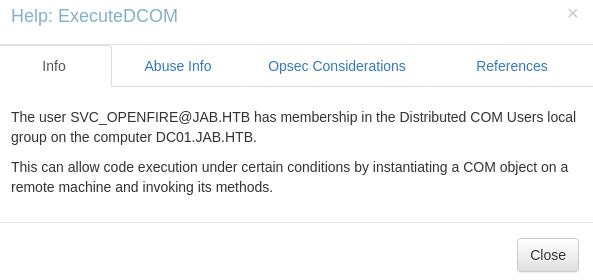 Help: ExecuteDCOM
×
Info
Abuse Info
Opsec Considerations
References
The user SVC_OPENFIRE@JAB.HTB has membership in the Distributed COM Users local
group on the computer DC01.JAB.HTB.
This can allow code execution under certain conditions by instantiating a COM object on a
remote machine and invoking its methods.
Close